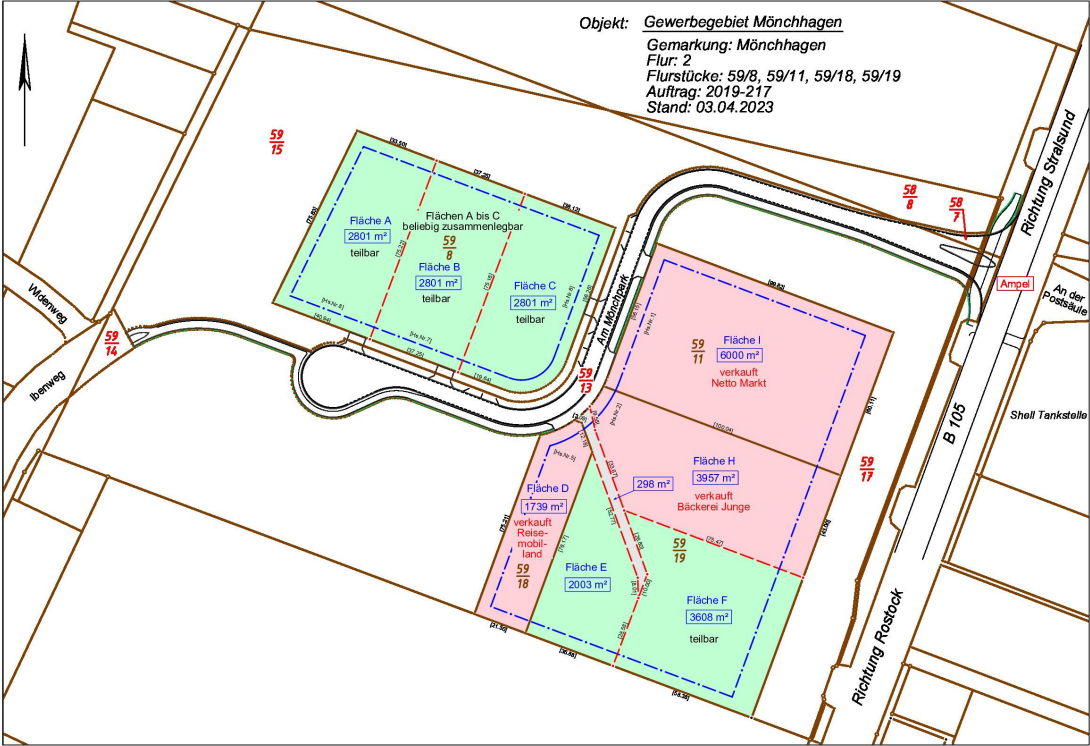 Objekt: Gewerbegebiet Mönchhagen
Gemarkung: Mönchhagen
Flur: 2
Flurstücke: 59/8, 59/11, 59/18, 59/19
Auftrag: 2019-217
Stand: 03.04.2023
59
15
58
8
58
7
Richtung Stralsund
Ampel
An der
Postsäule
Fläche A
2801 m²
teilbar
Flächen A bis C
beliebig zusammenlegbar
59
8
Fläche B
2801 m²
teilbar
Fläche C
2801 m²
teilbar
Am Mönchpark
Widenweg
59
14
Ibenweg
59
13
59
11
Fläche I
6000 m²
verkauft
Netto Markt
B 105
Shell Tankstelle
[100.04]
Fläche H
3957 m²
verkauft
Bäckerei Junge
298 m²
59
17
Fläche D
1739 m²
verkauft
Reise-
mobil-
land
59
18
[75.47]
59
19
Fläche E
2003 m²
Fläche F
3608 m²
teilbar
Richtung Rostock